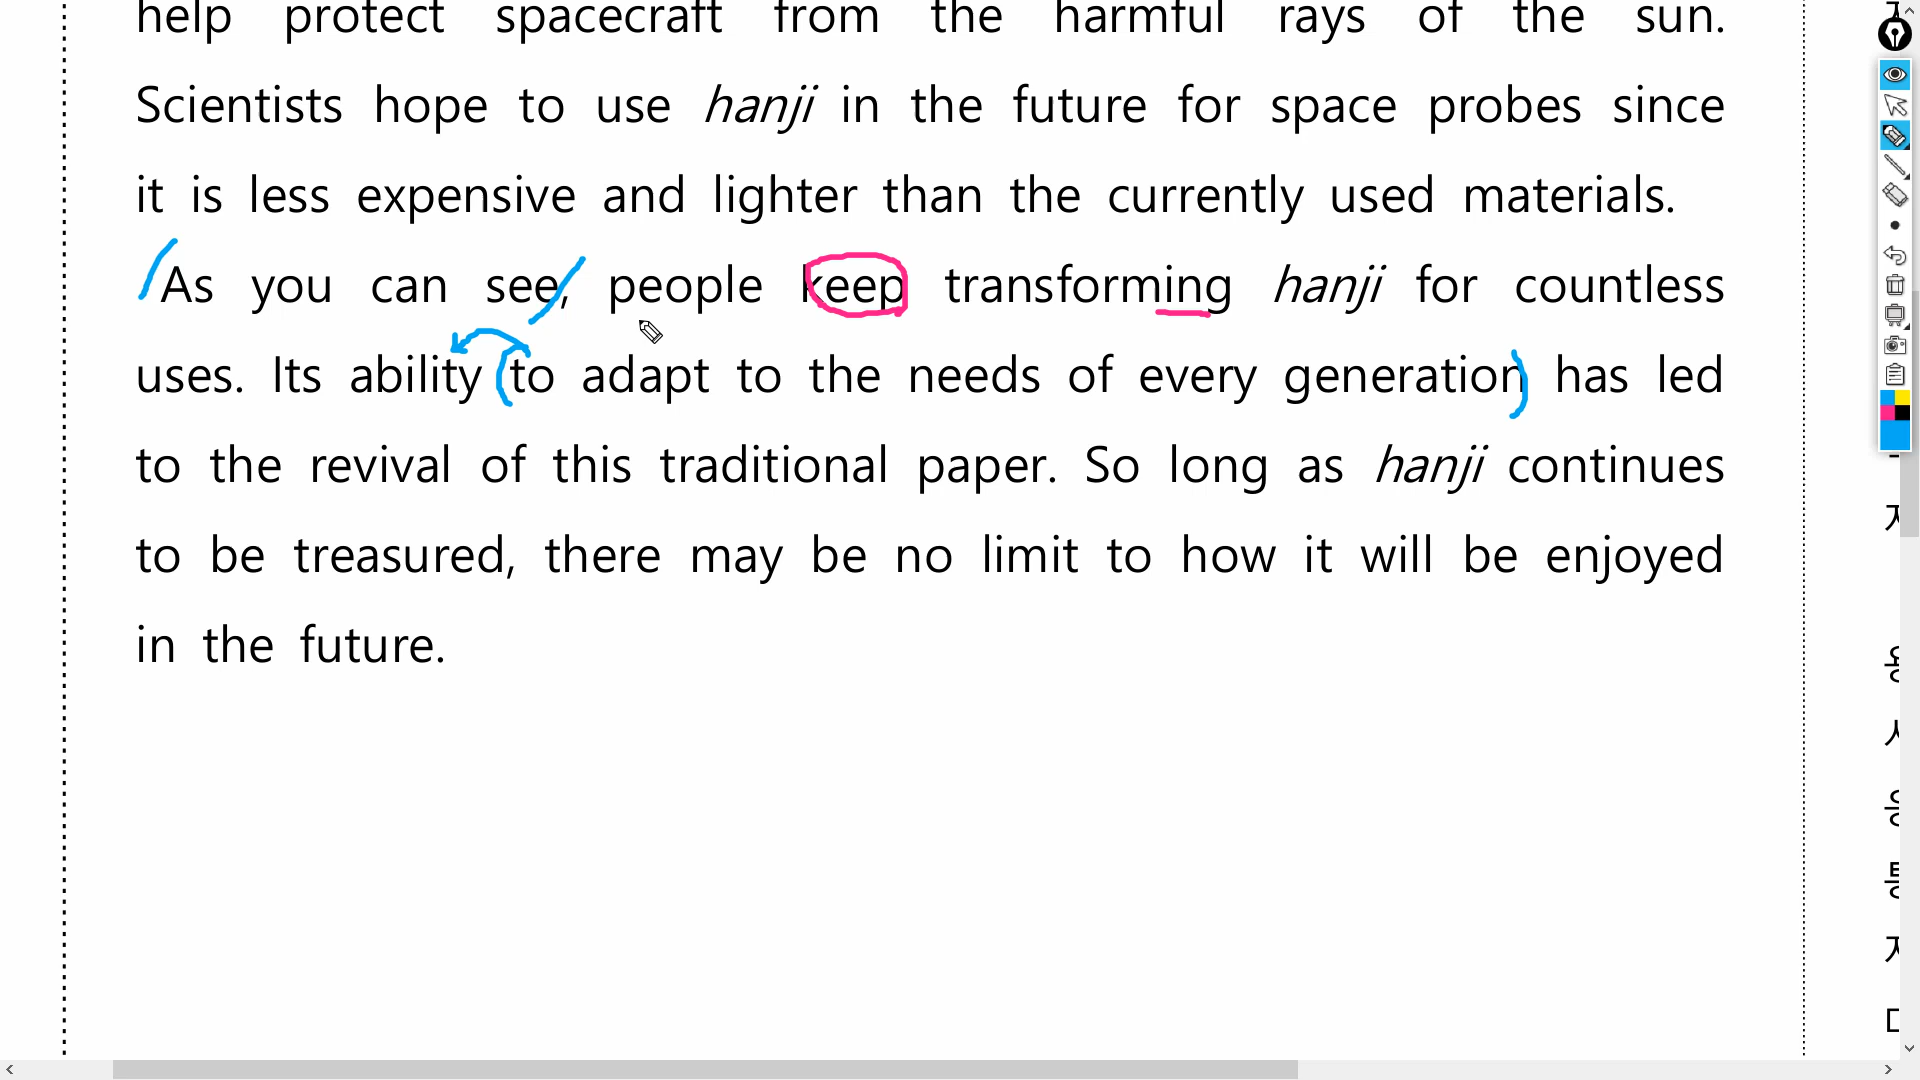 help protect spacecraft from the harmful rays of the sun.
Scientists hope to use hanji in the future for space probes since
it is less expensive and lighter than the currently used materials.
As you can see, people keep transforming hanji for countless
uses. Its ability to adapt to the needs of every generation has led
to the revival of this traditional paper. So long as hanji continues
to be treasured, there may be no limit to how it will be enjoyed
in the future.